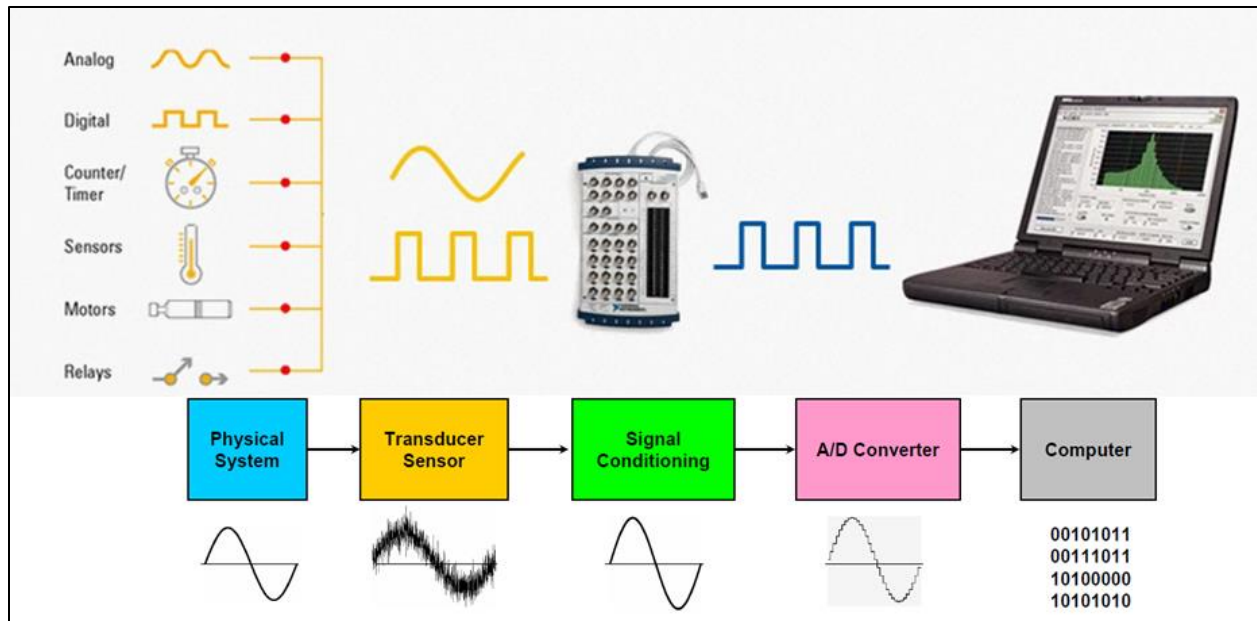 Analog
Digital
Counter/
Timer
Sensors
Motors
Relays
Physical
System
Transducer
Sensor
Signal
Conditioning
A/D Converter
Computer
00101011
00111011
10100000
10101010